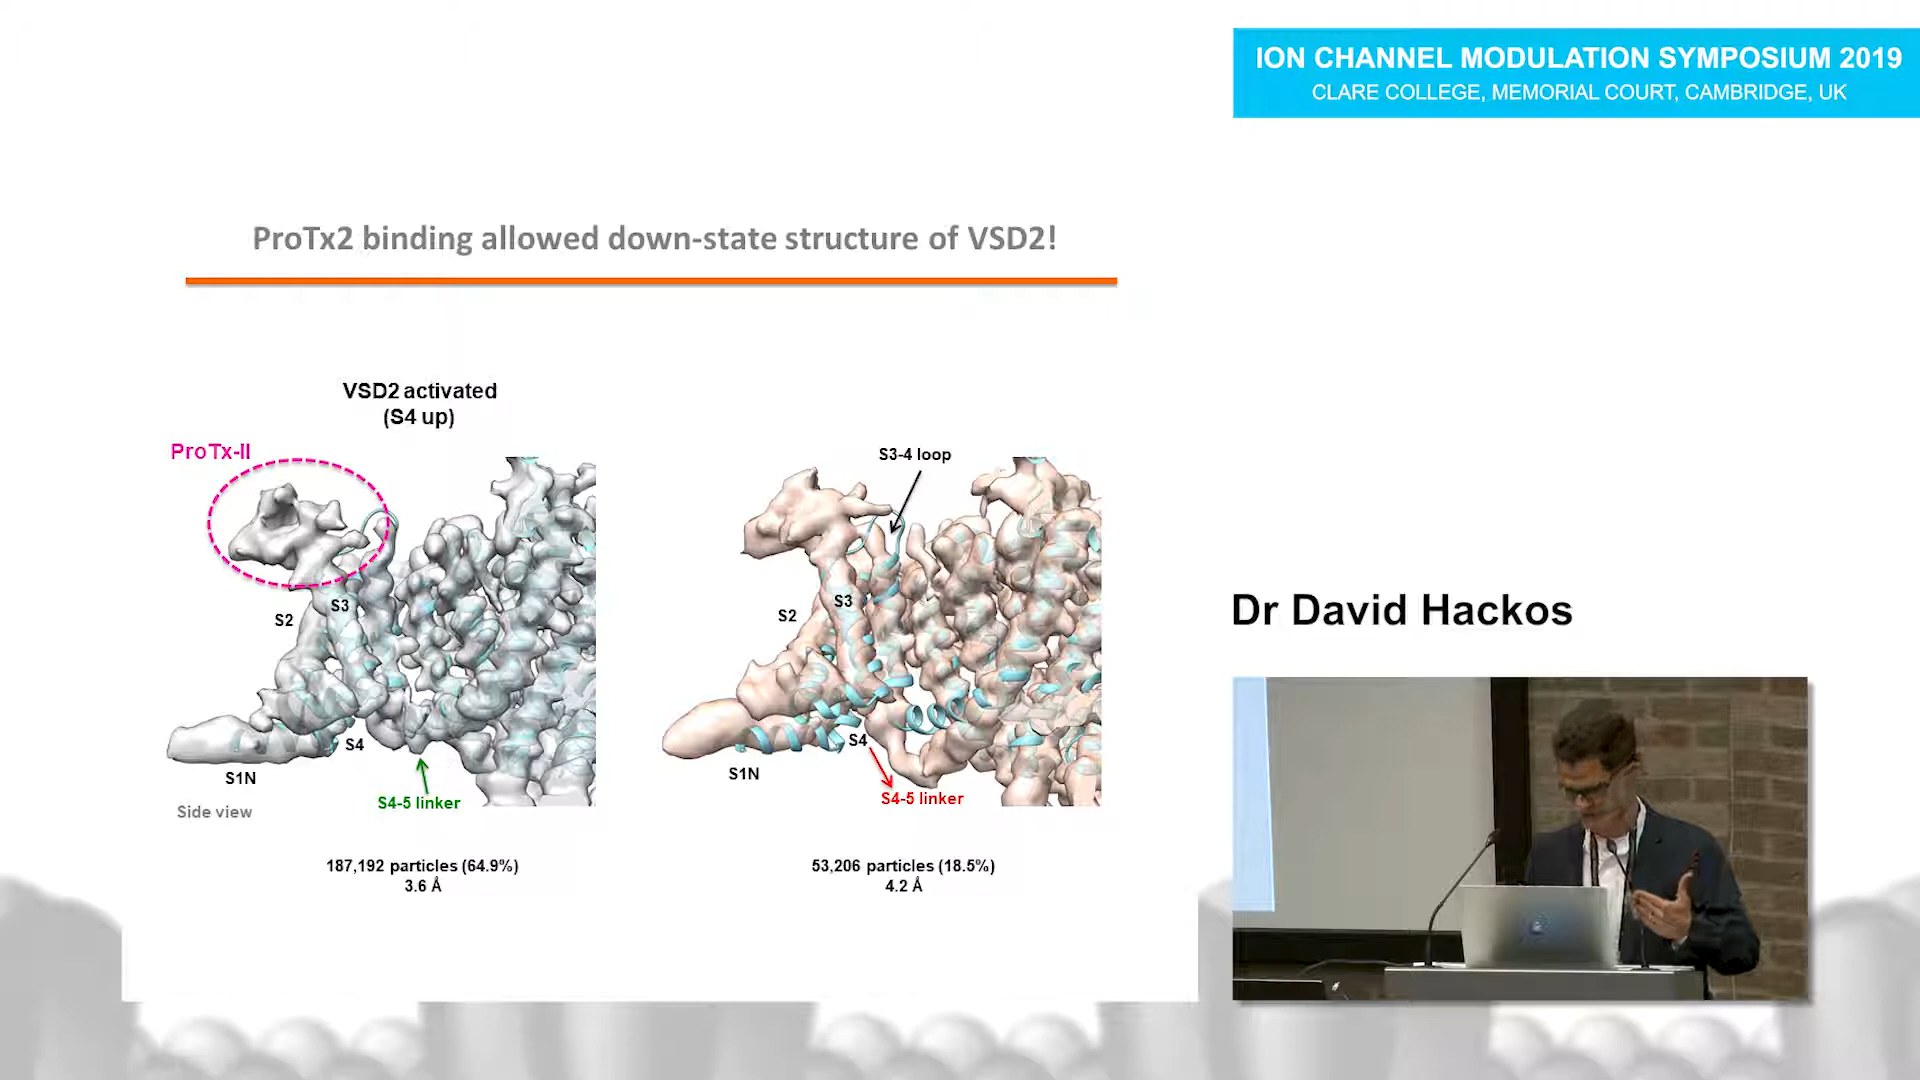 ION CHANNEL MODULATION SYMPOSIUM 2019
CLARE COLLEGE, MEMORIAL COURT, CAMBRIDGE, UK
ProTx2 binding allowed down-state structure of VSD2!
VSD2 activated
(S4 up)
ProTx-II
S2
S3
S4
S1N
S4-5 linker
Side view
187,192 particles (64.9%)
3.6 Å
S3-4 loop
S2
S3
S4
S1N
S4-5 linker
53,206 particles (18.5%)
4.2 Å
Dr David Hackos